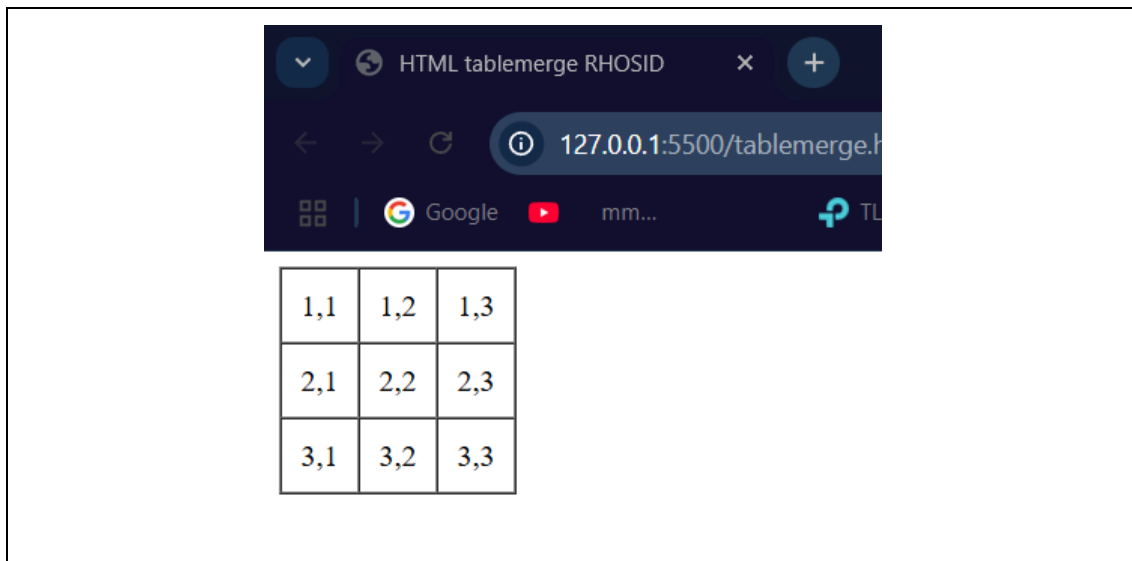 HTML tablemerge RHOSID
127.0.0.1:5500/tablemerge.h
Google mm... TL
1,1 1,2 1,3
2,1 2,2 2,3
3,1 3,2 3,3